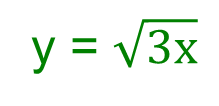 y = √3x